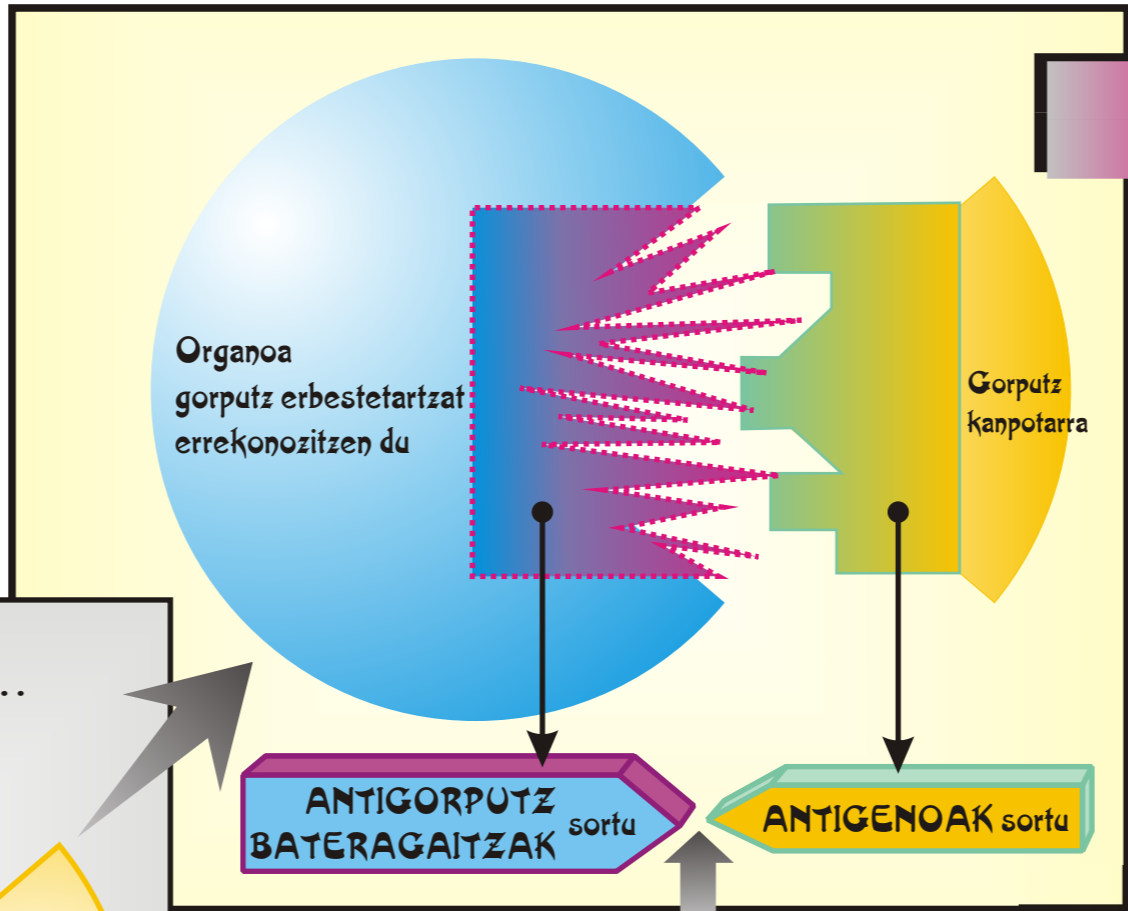 Organoa
gorputz erbestetartzat
errekonozitzen du
Gorputz
kanpotarra
..
ANTIGORPUTZ
BATERAGAITZAK sortu
ANTIGENOAK sortu